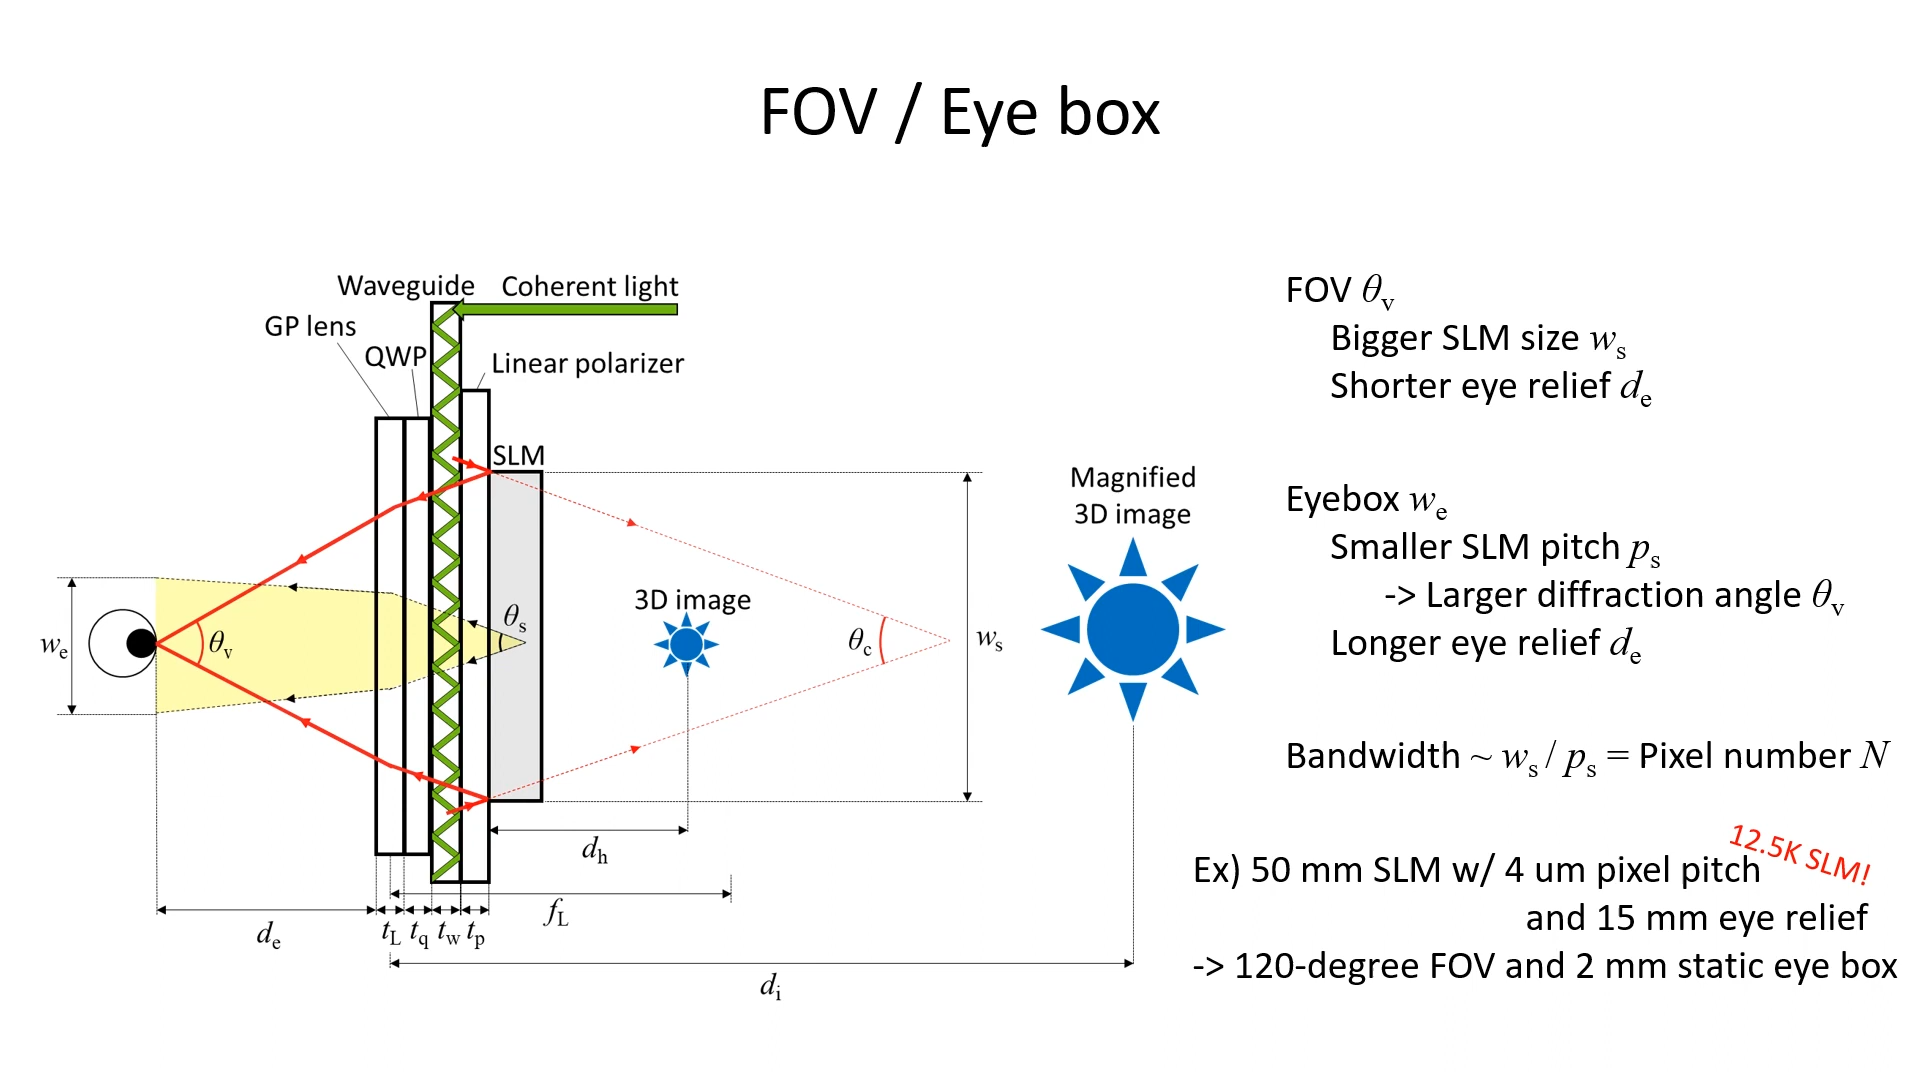 FOV / Eye box
Waveguide
Coherent light
GP lens
QWP
Linear polarizer
SLM
3D image
Magnified
3D image
we
θv
θs
θc
ws
dh
fL
de
tL
tq
tw
tp
di
FOV θv
Bigger SLM size ws
Shorter eye relief de
Eyebox we
Smaller SLM pitch ps
-> Larger diffraction angle θv
Longer eye relief de
Bandwidth ~ ws / ps = Pixel number N
12.5K SLM!
Ex) 50 mm SLM w/ 4 um pixel pitch
and 15 mm eye relief
-> 120-degree FOV and 2 mm static eye box